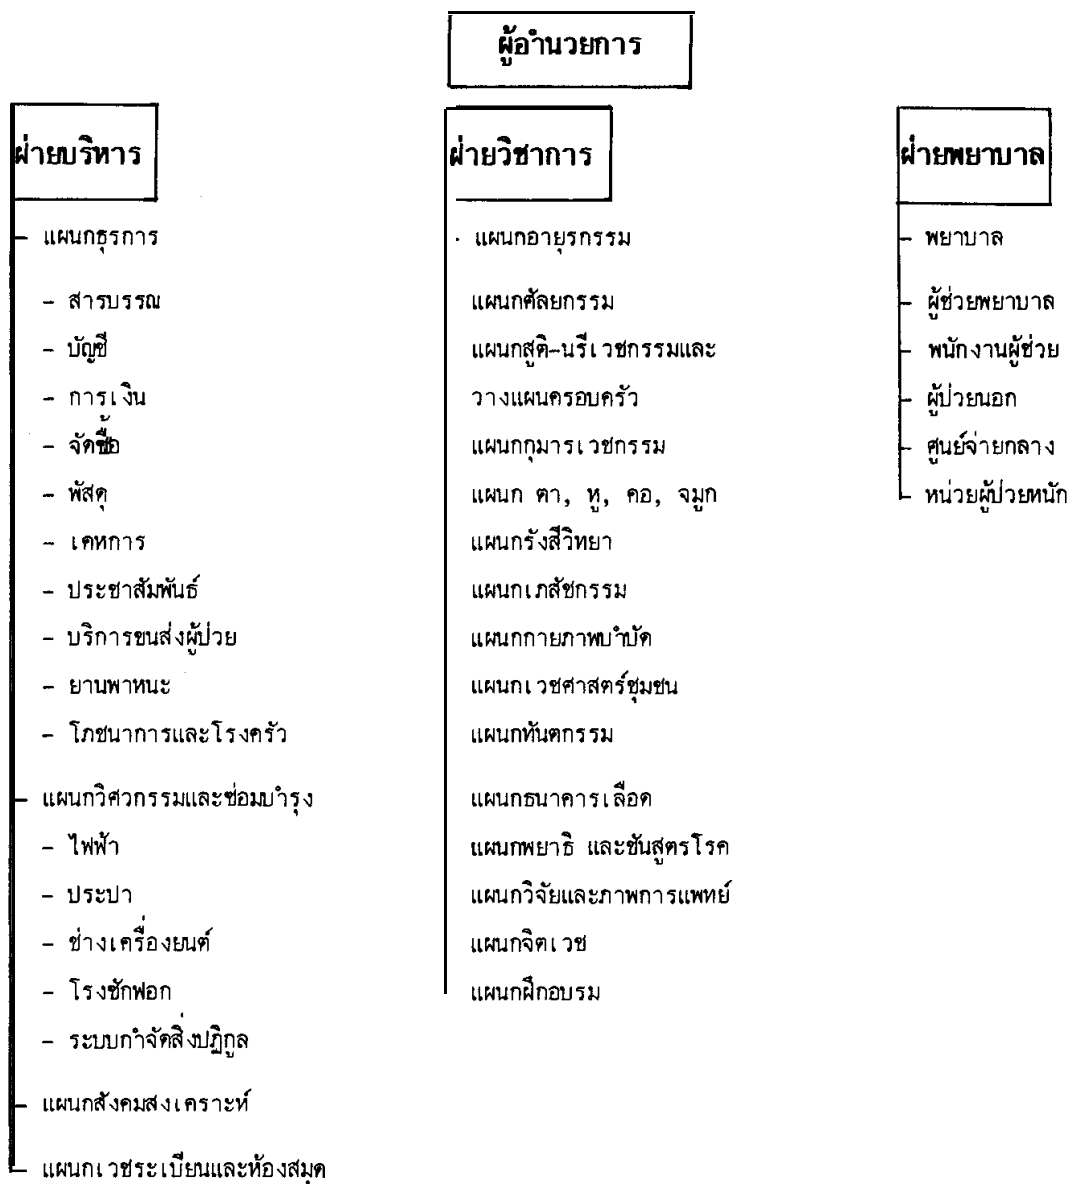 ผู้อำนวยการ
ฝ่ายบริหาร
- แผนกธุรการ
- สารบรรณ
- บัญชี
- การเงิน
- จัดซื้อ
- พัสดุ
- เคหการ
- ประชาสัมพันธ์
- บริการขนส่งผู้ป่วย
- ยานพาหนะ
- โภชนาการและโรงครัว
- แผนกวิศวกรรมและซ่อมบำรุง
- ไฟฟ้า
- ประปา
- ช่างเครื่องยนต์
- โรงซักฟอก
- ระบบกำจัดสิ่งปฏิกูล
- แผนกสังคมสงเคราะห์
- แผนกเวชระเบียนและห้องสมุด
ฝ่ายวิชาการ
แผนกอายุรกรรม
แผนกศัลยกรรม
แผนกสูติ-นรีเวชกรรมและ
วางแผนครอบครัว
แผนกกุมารเวชกรรม
แผนก ตา, หู, คอ, จมูก
แผนกรังสีวิทยา
แผนกเภสัชกรรม
แผนกกายภาพบำบัด
แผนกเวชศาสตร์ชุมชน
แผนกทันตกรรม
แผนกธนาคารเลือด
แผนกพยาธิ และชันสูตรโรค
แผนกวิจัยและภาพการแพทย์
แผนกจิตเวช
แผนกฝึกอบรม
ฝ่ายพยาบาล
- พยาบาล
- ผู้ช่วยพยาบาล
- พนักงานผู้ช่วย
- ผู้ป่วยนอก
- ศูนย์จ่ายกลาง
- หน่วยผู้ป่วยหนัก